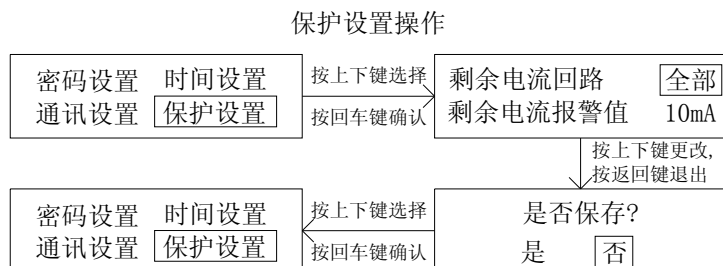 保护设置操作
密码设置 时间设置
通讯设置 保护设置
按上下键选择
按回车键确认
剩余电流回路 全部
剩余电流报警值 10mA
按上下键更改,
按返回键退出
是否保存?
是 否
按上下键选择
按回车键确认
密码设置 时间设置
通讯设置 保护设置